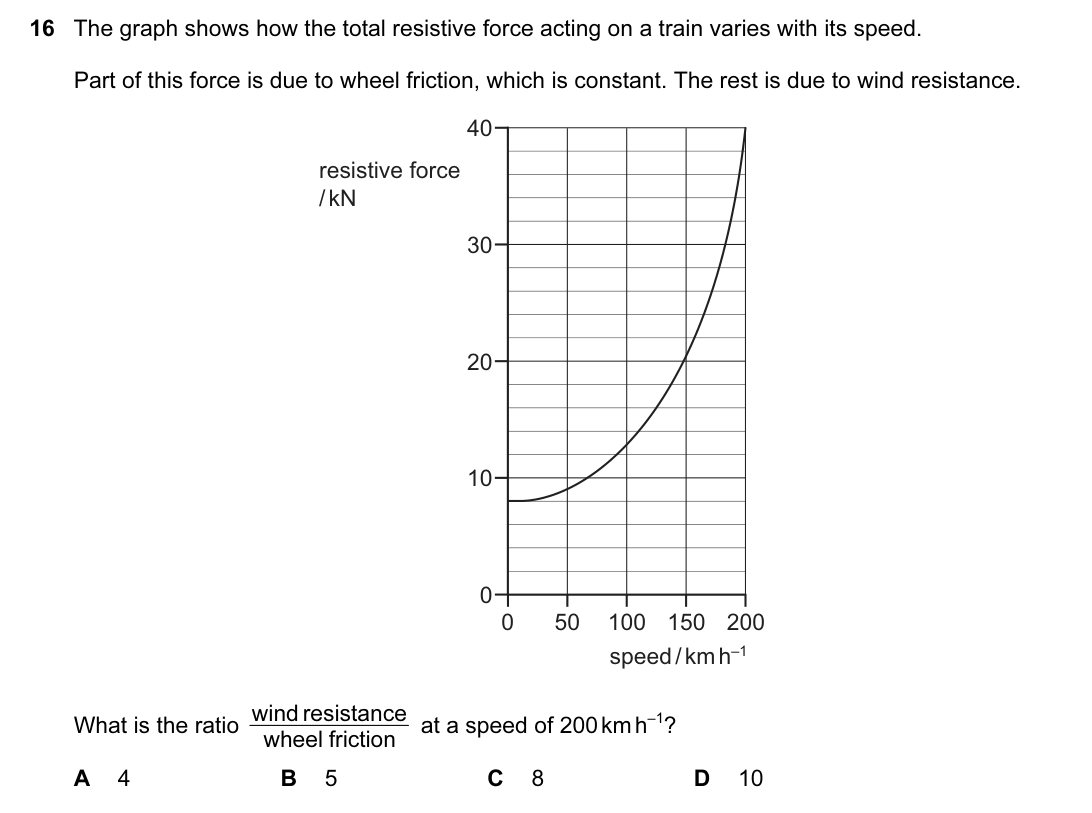 16 The graph shows how the total resistive force acting on a train varies with its speed.
Part of this force is due to wheel friction, which is constant. The rest is due to wind resistance.
40
resistive force
/ kN
30
20
10
0
0 50 100 150 200
speed / km h⁻¹
What is the ratio wind resistance / wheel friction at a speed of 200 km h⁻¹?
A 4 B 5 C 8 D 10